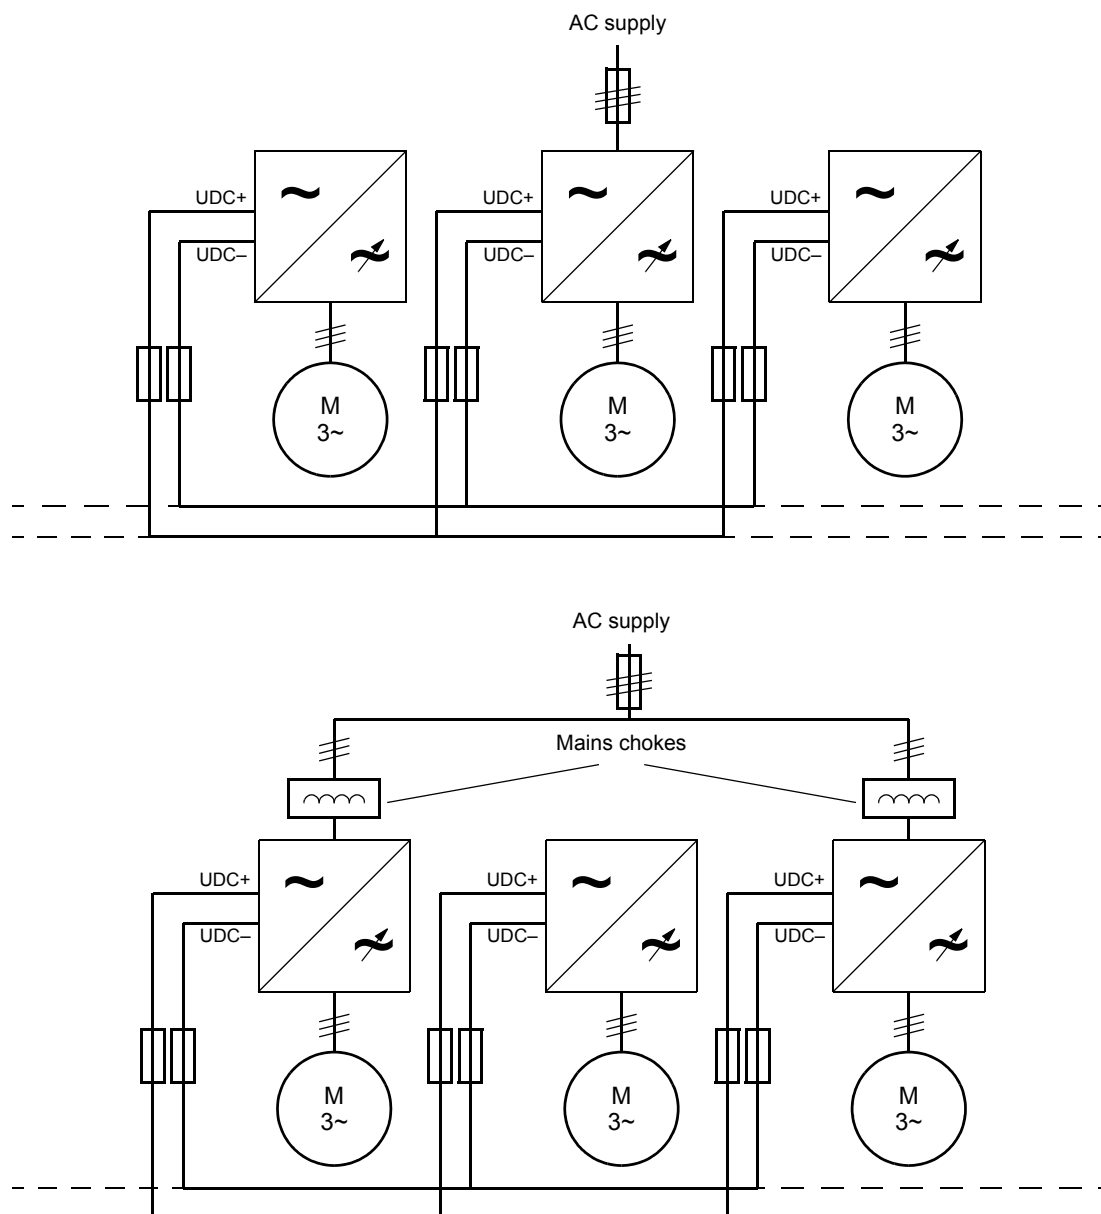 AC supply
UDC+
UDC+
UDC+
UDC–
UDC–
UDC–
M
3~
M
3~
M
3~
AC supply
Mains chokes
UDC+
UDC+
UDC+
UDC–
UDC–
UDC–
M
3~
M
3~
M
3~